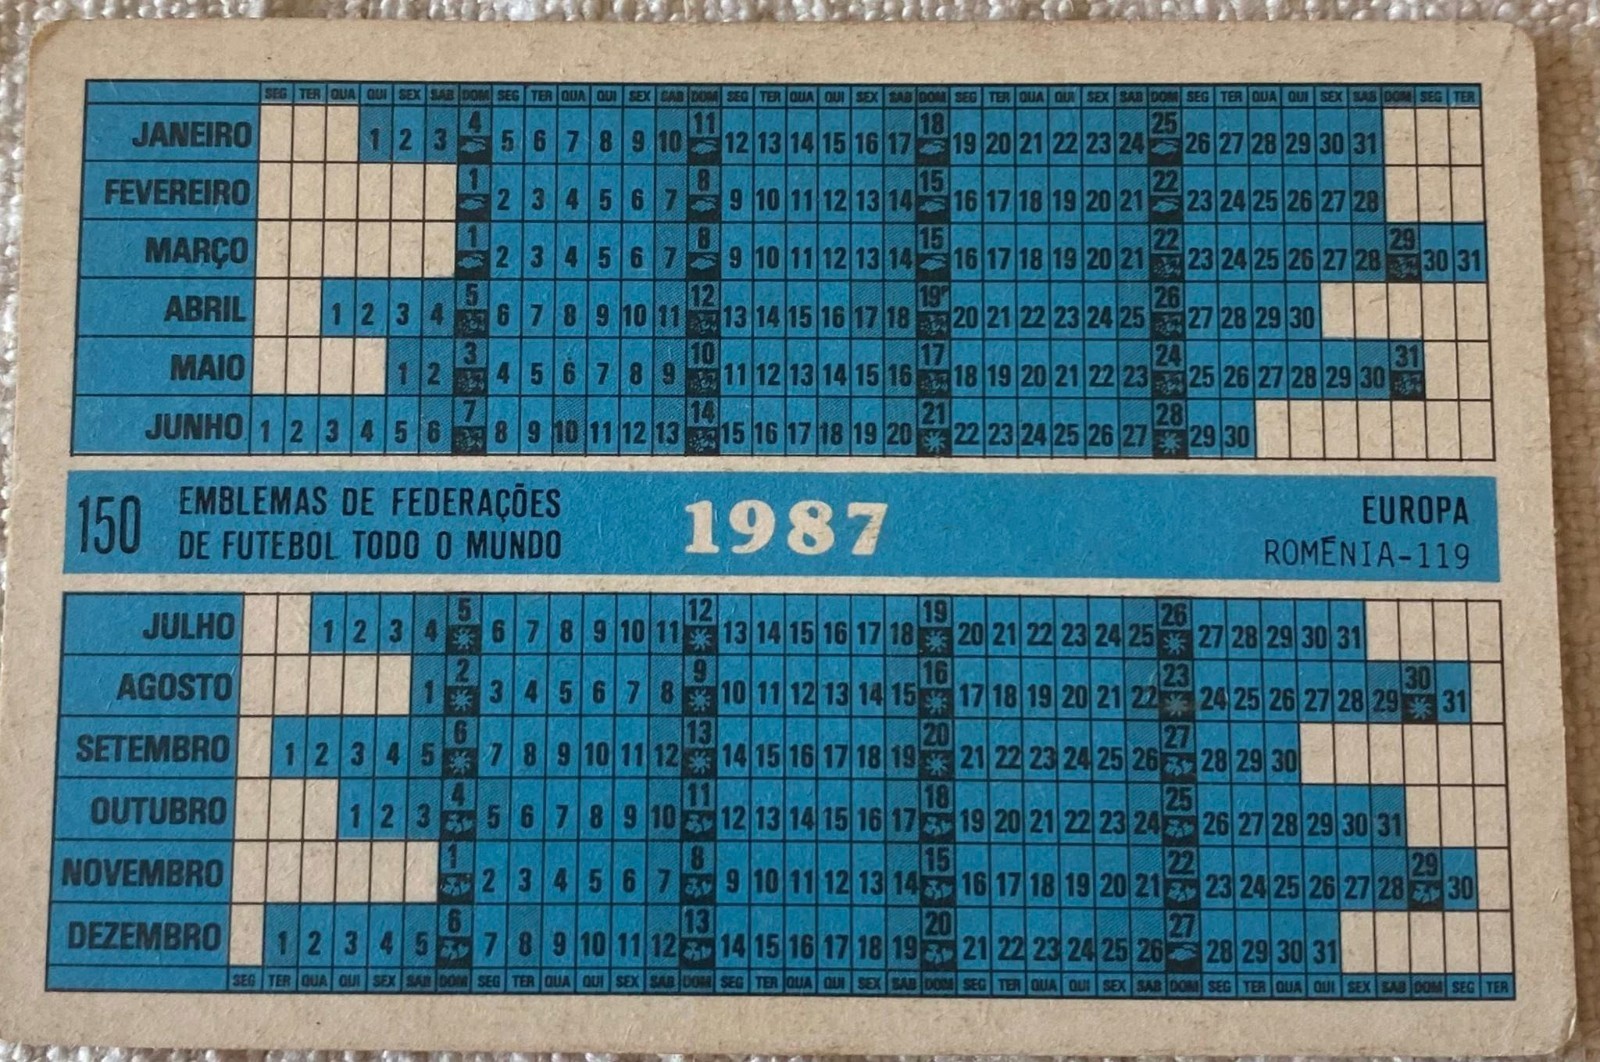 SEG TER QUA QUI SEX SAB DOM SEG TER QUA QUI SEX SAB DOM SEG TER QUA QUI SEX SAB DOM SEG TER QUA QUI SEX SAB DOM SEG TER QUA QUI SEX SAB DOM SEG TER
JANEIRO 1 2 3 4 5 6 7 8 9 10 11 12 13 14 15 16 17 18 19 20 21 22 23 24 25 26 27 28 29 30 31
FEVEREIRO 1 2 3 4 5 6 7 8 9 10 11 12 13 14 15 16 17 18 19 20 21 22 23 24 25 26 27 28
MARÇO 1 2 3 4 5 6 7 8 9 10 11 12 13 14 15 16 17 18 19 20 21 22 23 24 25 26 27 28 29 30 31
ABRIL 1 2 3 4 5 6 7 8 9 10 11 12 13 14 15 16 17 18 19 20 21 22 23 24 25 26 27 28 29 30
MAIO 1 2 3 4 5 6 7 8 9 10 11 12 13 14 15 16 17 18 19 20 21 22 23 24 25 26 27 28 29 30 31
JUNHO 1 2 3 4 5 6 7 8 9 10 11 12 13 14 15 16 17 18 19 20 21 22 23 24 25 26 27 28 29 30
150 EMBLEMAS DE FEDERAÇÕES
DE FUTEBOL TODO O MUNDO
1987
EUROPA
ROMÉNIA-119
JULHO 1 2 3 4 5 6 7 8 9 10 11 12 13 14 15 16 17 18 19 20 21 22 23 24 25 26 27 28 29 30 31
AGOSTO 1 2 3 4 5 6 7 8 9 10 11 12 13 14 15 16 17 18 19 20 21 22 23 24 25 26 27 28 29 30 31
SETEMBRO 1 2 3 4 5 6 7 8 9 10 11 12 13 14 15 16 17 18 19 20 21 22 23 24 25 26 27 28 29 30
OUTUBRO 1 2 3 4 5 6 7 8 9 10 11 12 13 14 15 16 17 18 19 20 21 22 23 24 25 26 27 28 29 30 31
NOVEMBRO 1 2 3 4 5 6 7 8 9 10 11 12 13 14 15 16 17 18 19 20 21 22 23 24 25 26 27 28 29 30
DEZEMBRO 1 2 3 4 5 6 7 8 9 10 11 12 13 14 15 16 17 18 19 20 21 22 23 24 25 26 27 28 29 30 31
SEG TER QUA QUI SEX SAB DOM SEG TER QUA QUI SEX SAB DOM SEG TER QUA QUI SEX SAB DOM SEG TER QUA QUI SEX SAB DOM SEG TER QUA QUI SEX SAB DOM SEG TER